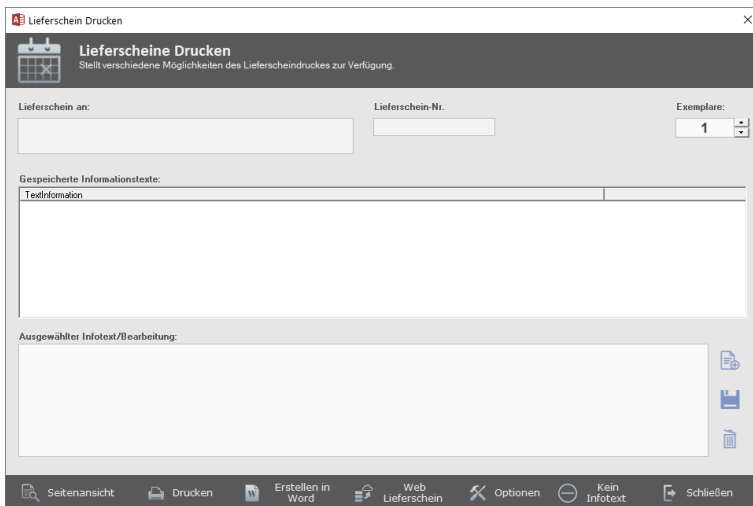 Lieferschein Drucken
Lieferscheine Drucken
Stellt verschiedene Möglichkeiten des Lieferscheindruckes zur Verfügung.
Lieferschein an:
Lieferschein-Nr.
Exemplare:
1
Gespeicherte Informationstexte:
TextInformation
Ausgewählter Infotext/Bearbeitung:
Seitenansicht
Drucken
Erstellen in
Word
Web
Lieferschein
Optionen
Kein
Infotext
Schließen